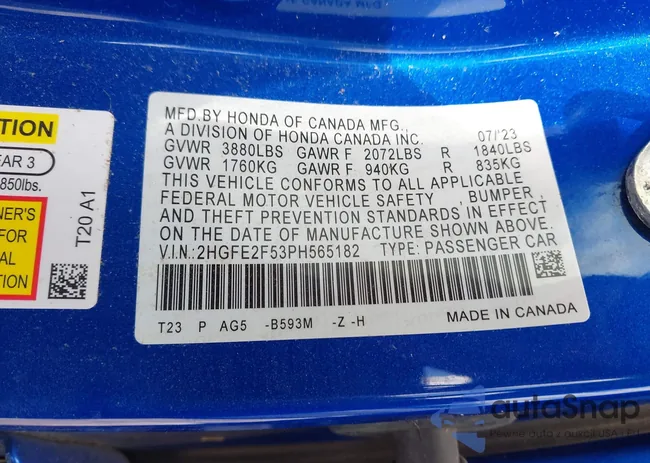 TION
EAR 3
850lbs.
NER'S
FOR
AL
TION
T20 A1
MFD.BY HONDA OF CANADA MFG.,
A DIVISION OF HONDA CANADA INC. 07/'23
GVWR 3880LBS GAWR F 2072LBS R 1840LBS
GVWR 1760KG GAWR F 940KG R 835KG
THIS VEHICLE CONFORMS TO ALL APPLICABLE
FEDERAL MOTOR VEHICLE SAFETY , BUMPER ,
AND THEFT PREVENTION STANDARDS IN EFFECT
ON THE DATE OF MANUFACTURE SHOWN ABOVE.
V.I.N.:2HGFE2F53PH565182 TYPE: PASSENGER CAR
T23 P AG5 -B593M -Z -H MADE IN CANADA
autoSnap